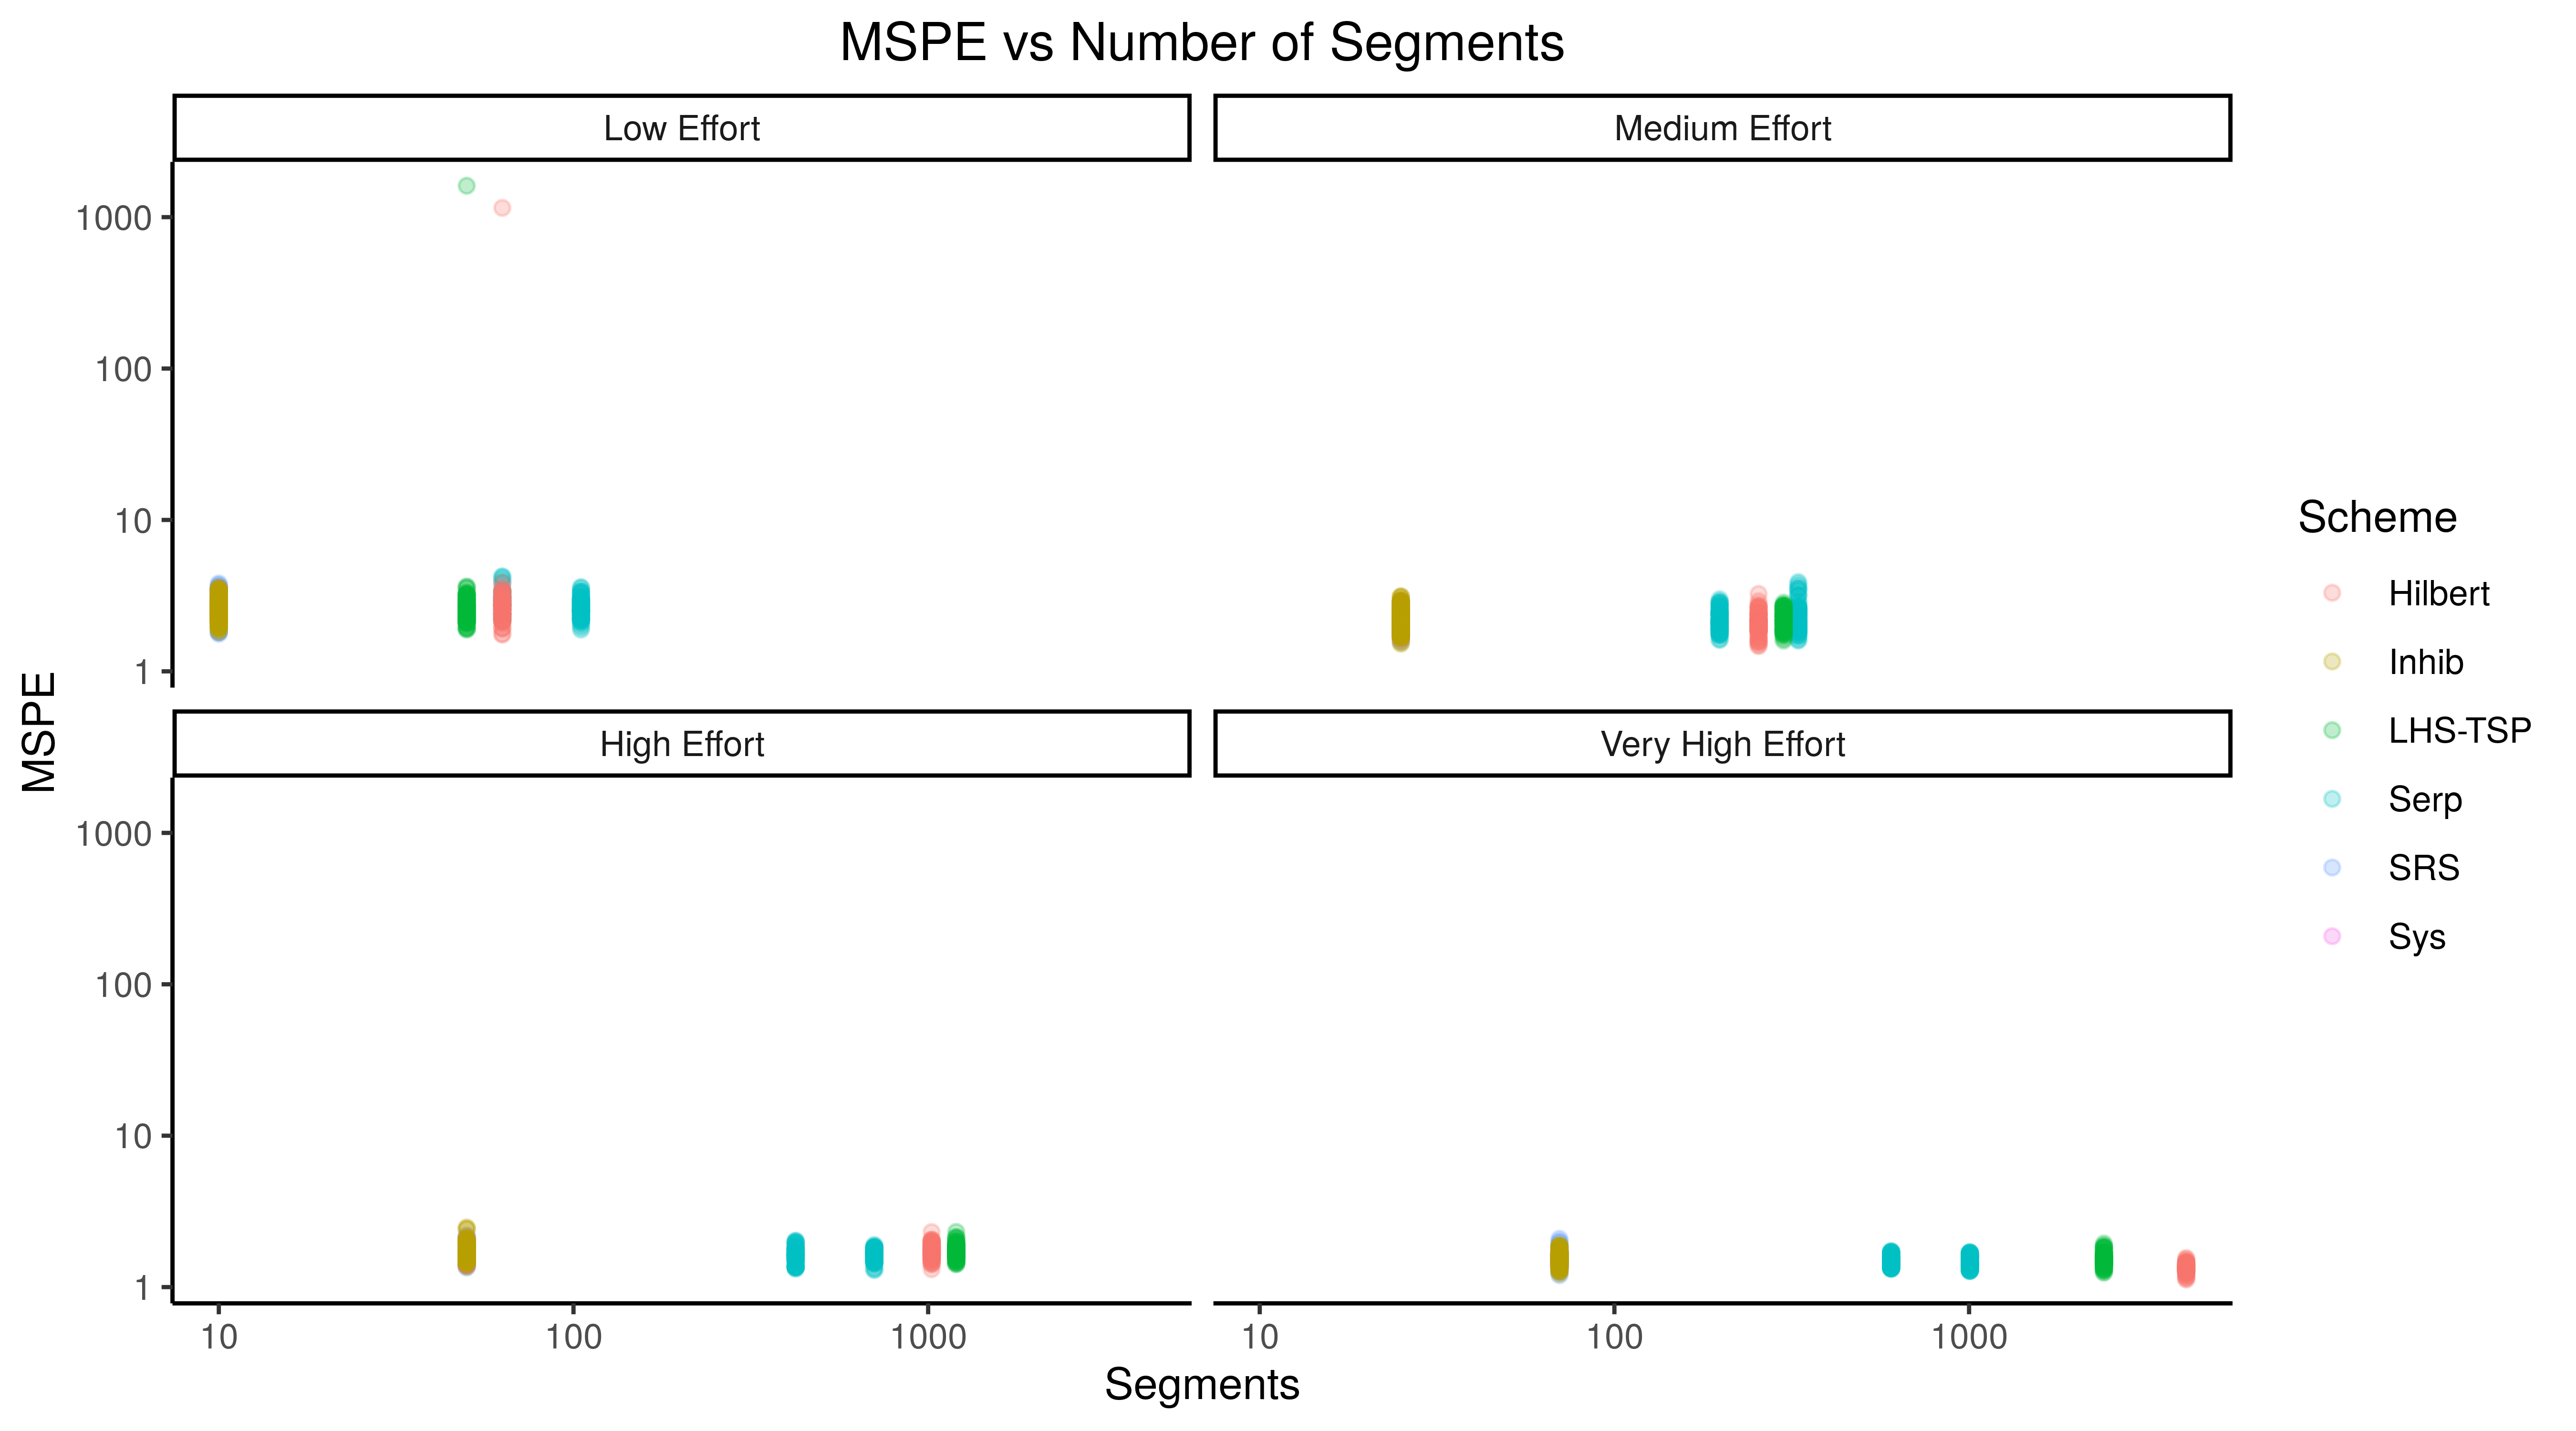 MSPE vs Number of Segments
Low Effort
Medium Effort
1000
100
10
1
High Effort
Very High Effort
1000
100
10
1
MSPE
10
100
1000
10
100
1000
Segments
Scheme
Hilbert
Inhib
LHS-TSP
Serp
SRS
Sys